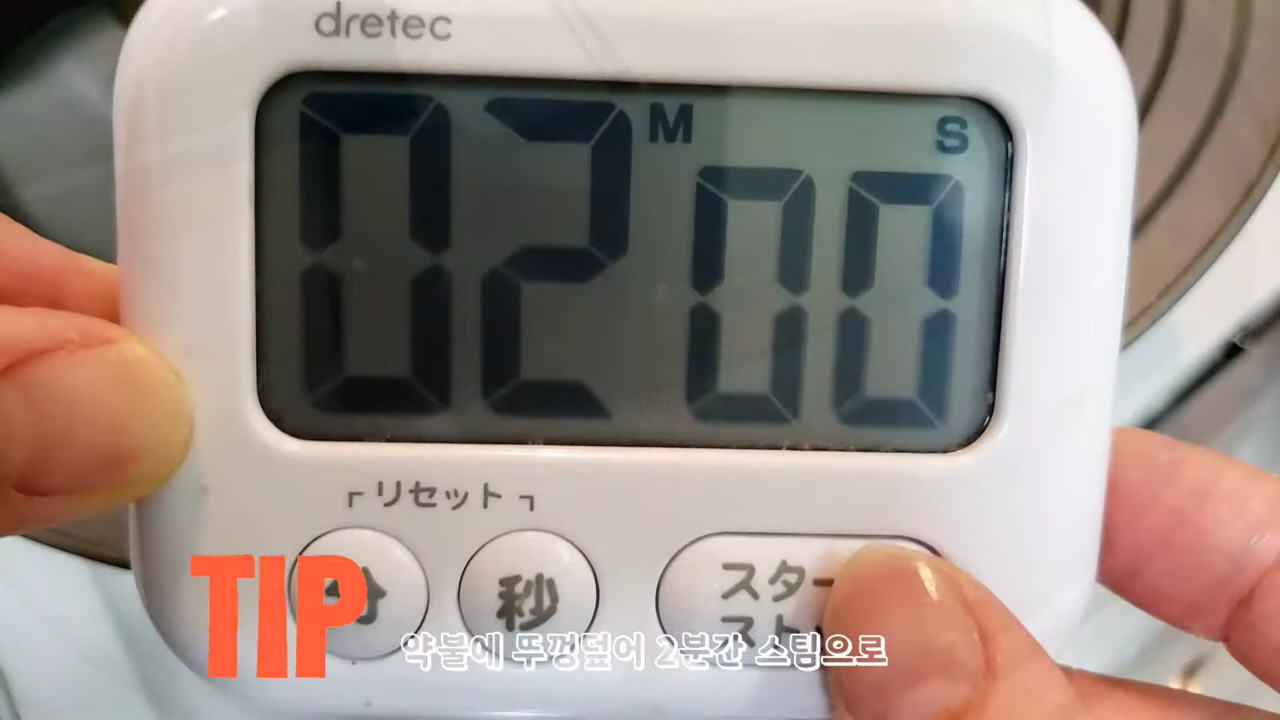 dretec
02 M 00 S
「リセット」
分 秒 スター
スト
TIP
약불에 뚜껑덮어 2분간 스팀으로